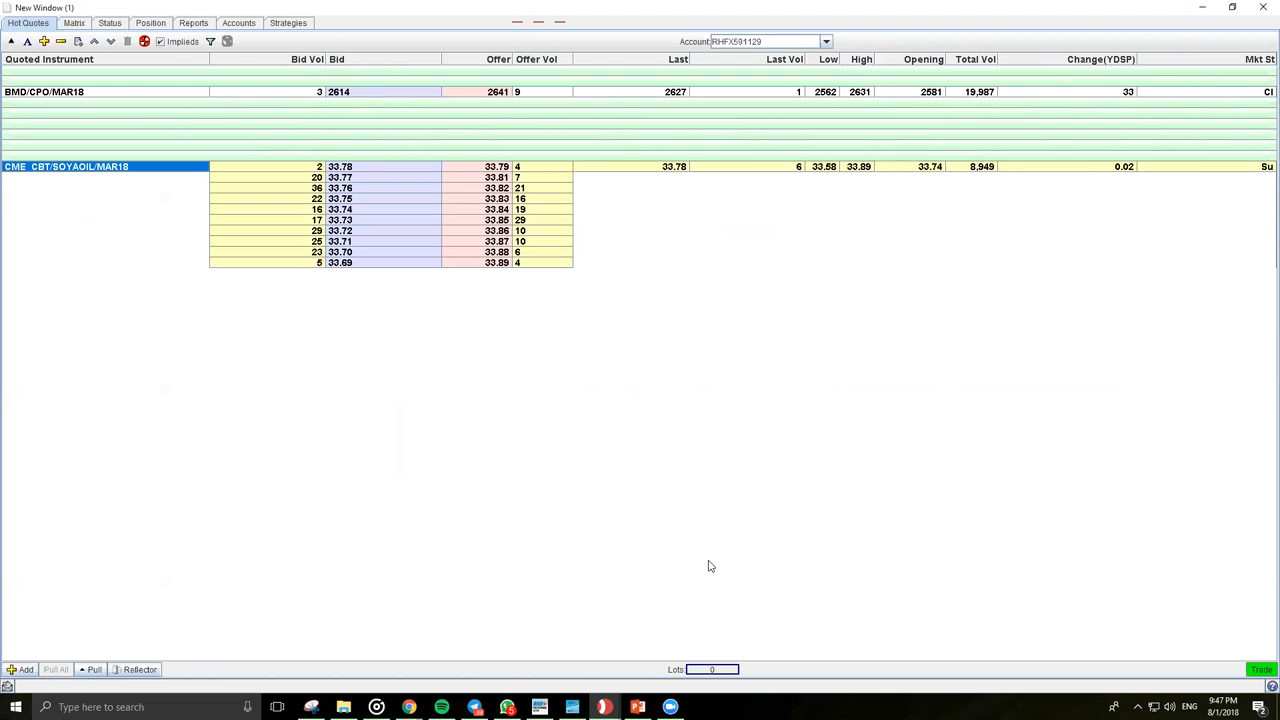 New Window (1)
Hot Quotes Matrix Status Position Reports Accounts Strategies
A Implieds Account RHFX591129
Quoted Instrument Bid Vol Bid Offer Offer Vol Last Last Vol Low High Opening Total Vol Change(YDSP) Mkt St
BMD/CPO/MAR18 3 2614 2641 9 2627 1 2562 2631 2581 19,987 33 Cl
CME_CBT/SOYAOIL/MAR18 2 33.78 33.79 4 33.78 6 33.58 33.89 33.74 8,949 0.02 Su
20 33.77 33.81 7
36 33.76 33.82 21
22 33.75 33.83 16
16 33.74 33.84 19
17 33.73 33.85 29
29 33.72 33.86 10
25 33.71 33.87 10
23 33.70 33.88 6
5 33.69 33.89 4
Add Pull All Pull Reflector Lots: 0 Trade
Type here to search ENG 9:47 PM
8/1/2018